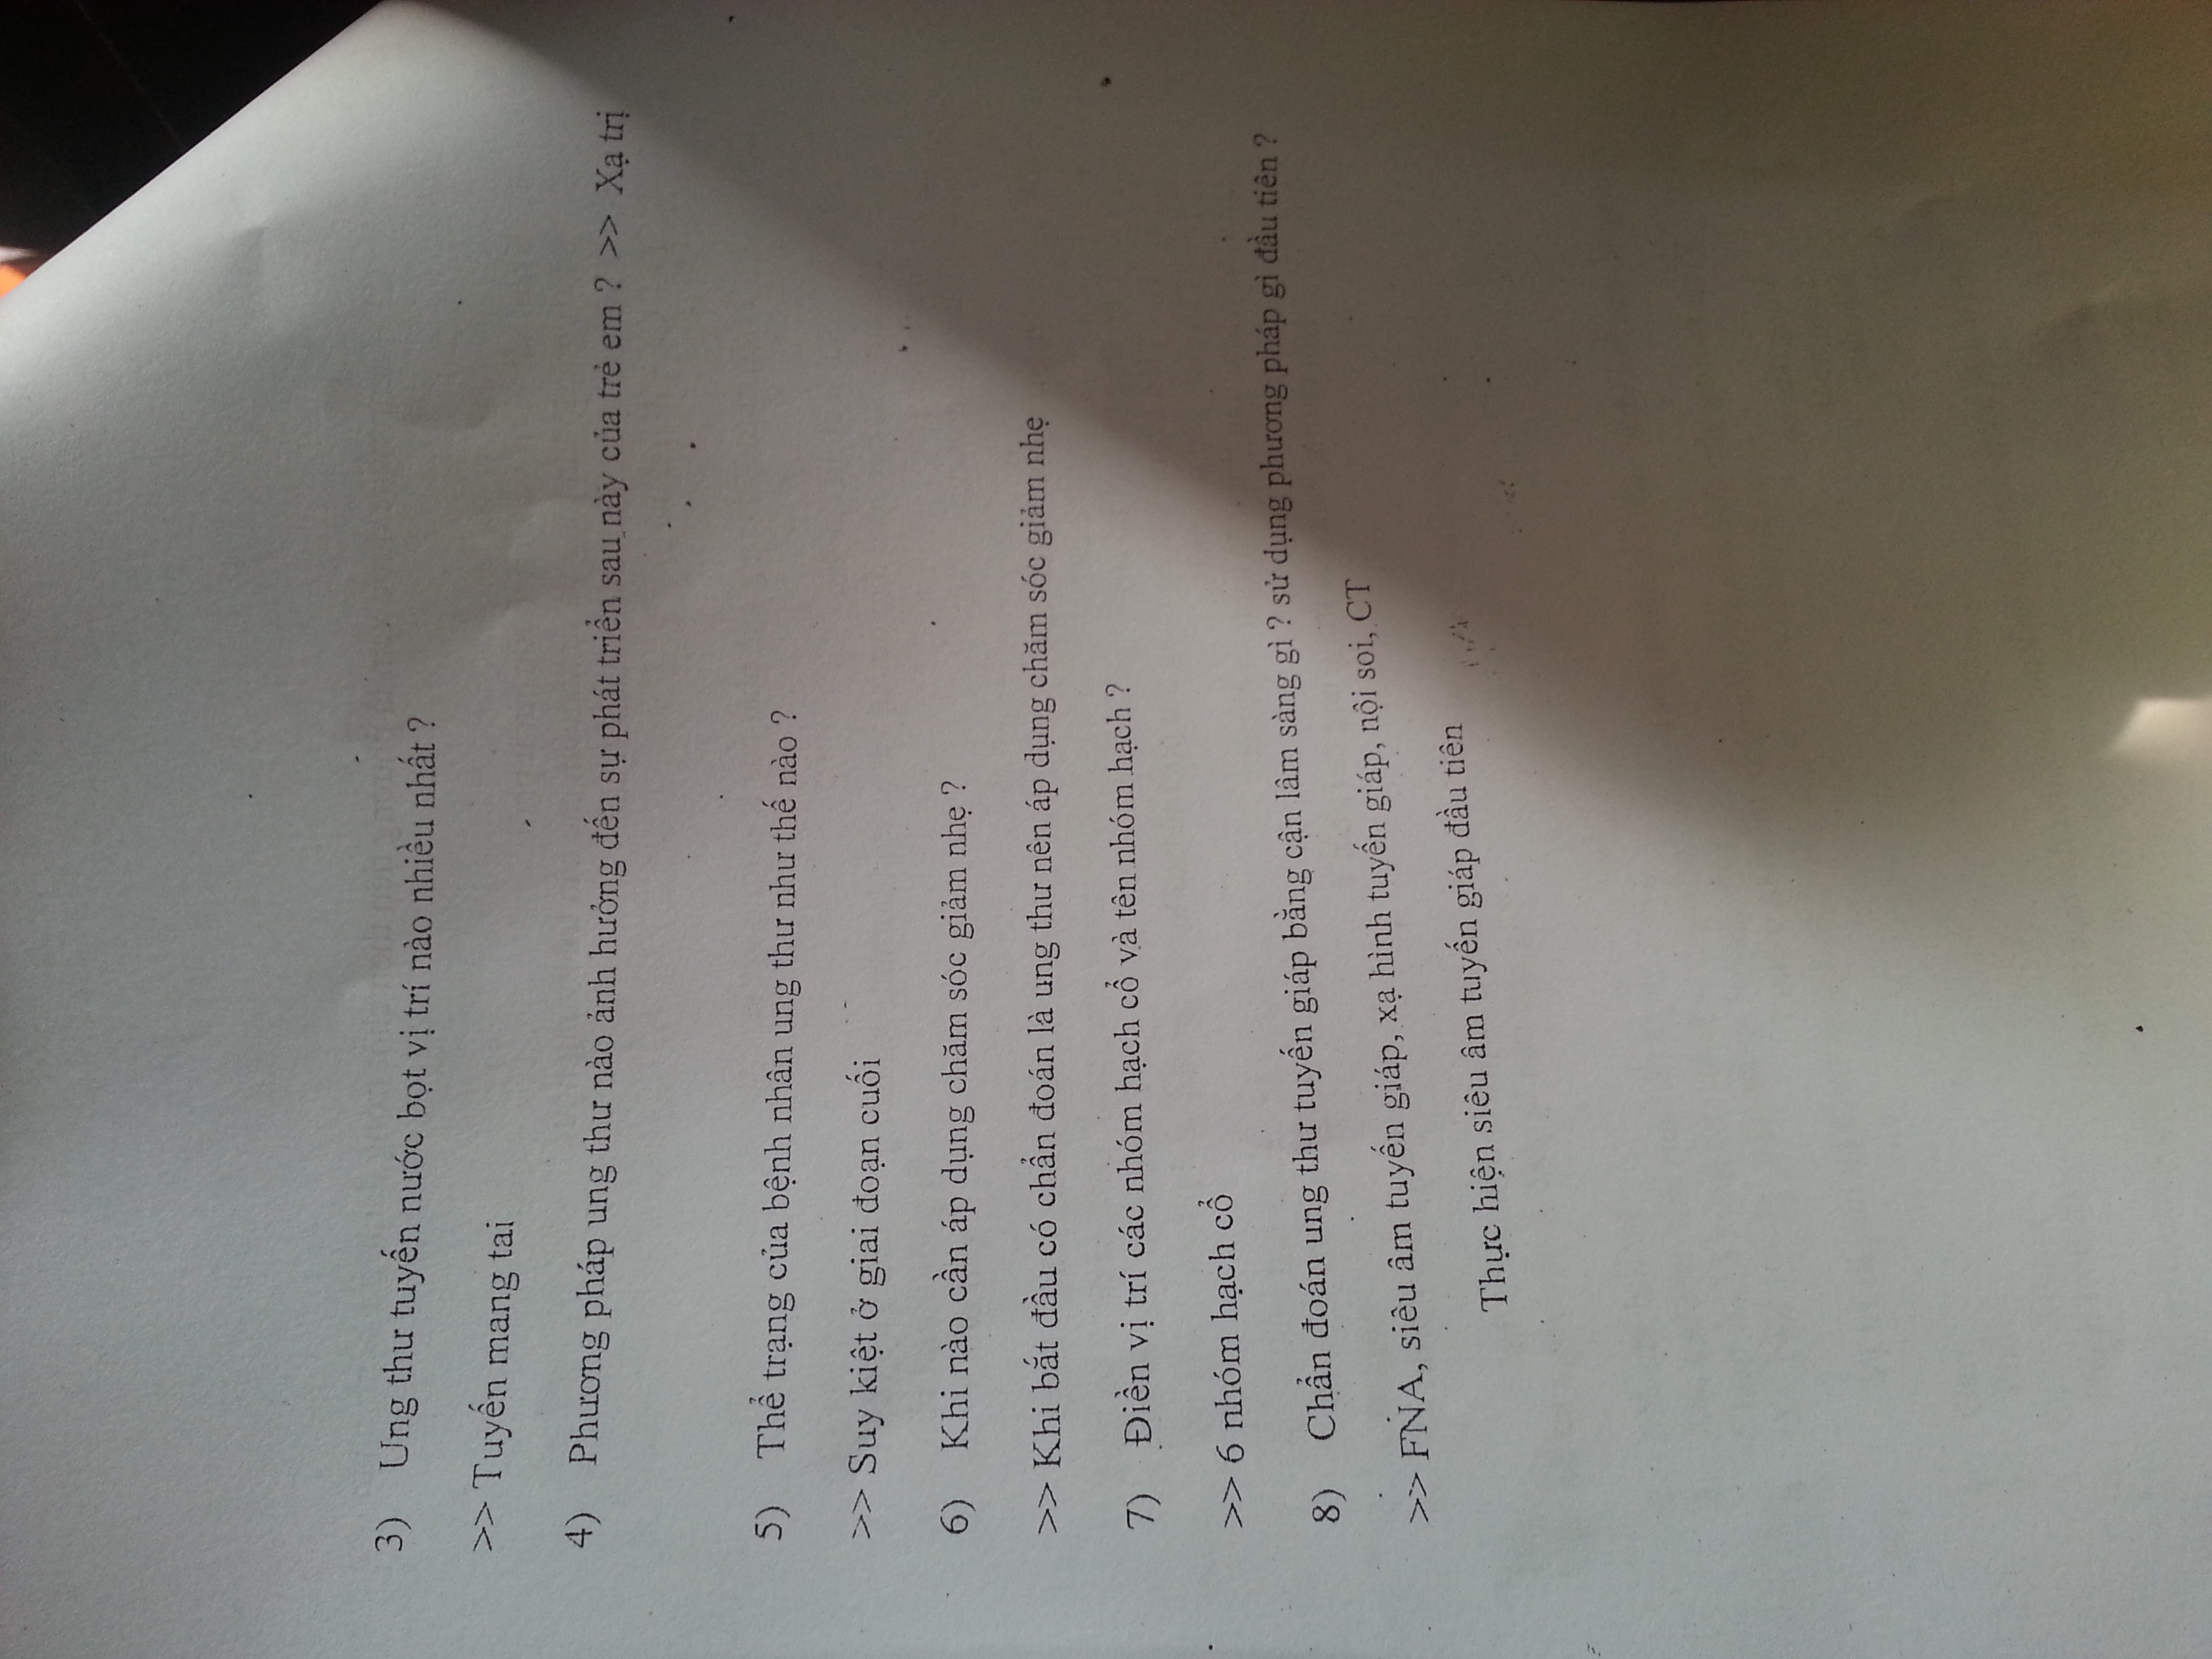 3) Ung thư tuyến nước bọt vị trí nào nhiều nhất ?
>> Tuyến mang tai
4) Phương pháp ung thư nào ảnh hưởng đến sự phát triển sau này của trẻ em ? >> Xạ trị
5) Thể trạng của bệnh nhân ung thư như thế nào ?
>> Suy kiệt ở giai đoạn cuối
6) Khi nào cần áp dụng chăm sóc giảm nhẹ ?
>> Khi bắt đầu có chẩn đoán là ung thư nên áp dụng chăm sóc giảm nhẹ
7) Điền vị trí các nhóm hạch cổ và tên nhóm hạch ?
>> 6 nhóm hạch cổ
8) Chẩn đoán ung thư tuyến giáp bằng cận lâm sàng gì ? sử dụng phương pháp gì đầu tiên ?
>> FNA, siêu âm tuyến giáp, xạ hình tuyến giáp, nội soi, CT
Thực hiện siêu âm tuyến giáp đầu tiên